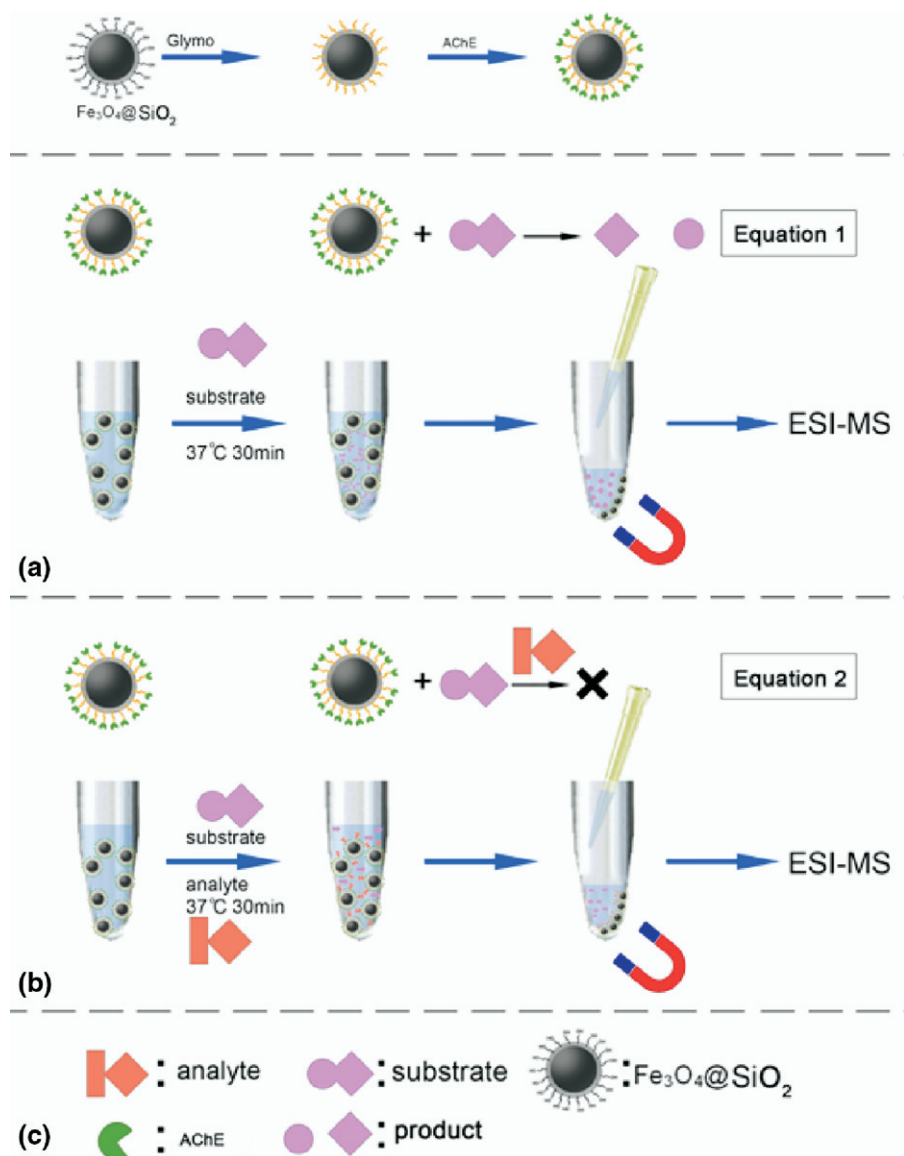 Glymo
AChE
Fe₃O₄@SiO₂
+
Equation 1
substrate
37°C 30min
ESI-MS
(a)
+
Equation 2
substrate
analyte
37°C 30min
ESI-MS
(b)
: analyte
: substrate
: Fe₃O₄@SiO₂
(c)
: AChE
: product